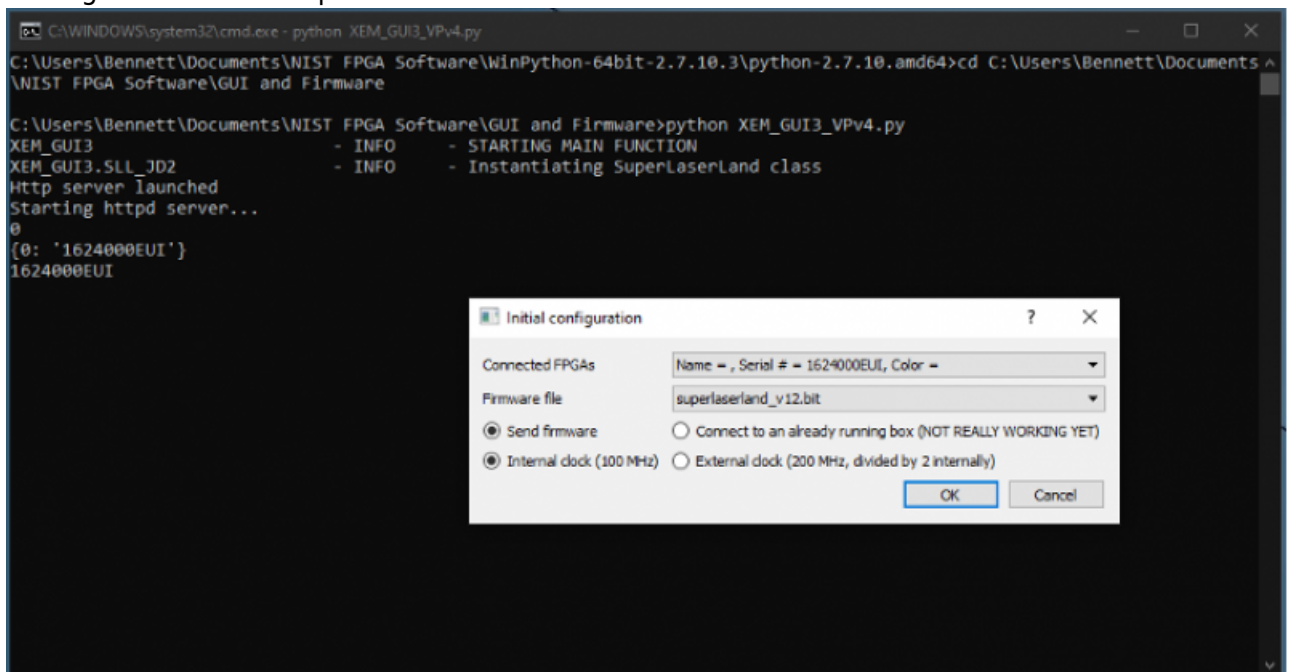 C:\WINDOWS\system32\cmd.exe - python XEM_GUI3_VPv4.py
C:\Users\Bennett\Documents\NIST FPGA Software\WinPython-64bit-2.7.10.3\python-2.7.10.amd64>cd C:\Users\Bennett\Documents
\NIST FPGA Software\GUI and Firmware
C:\Users\Bennett\Documents\NIST FPGA Software\GUI and Firmware>python XEM_GUI3_VPv4.py
XEM_GUI3 - INFO - STARTING MAIN FUNCTION
XEM_GUI3.SLL_JD2 - INFO - Instantiating SuperLaserLand class
Http server launched
Starting httpd server...
0
{0: '1624000EUI'}
1624000EUI
Initial configuration ? ×
Connected FPGAs Name = , Serial # = 1624000EUI, Color =
Firmware file superlaserland_v12.bit
Send firmware Connect to an already running box (NOT REALLY WORKING YET)
Internal clock (100 MHz) External clock (200 MHz, divided by 2 internally)
OK Cancel